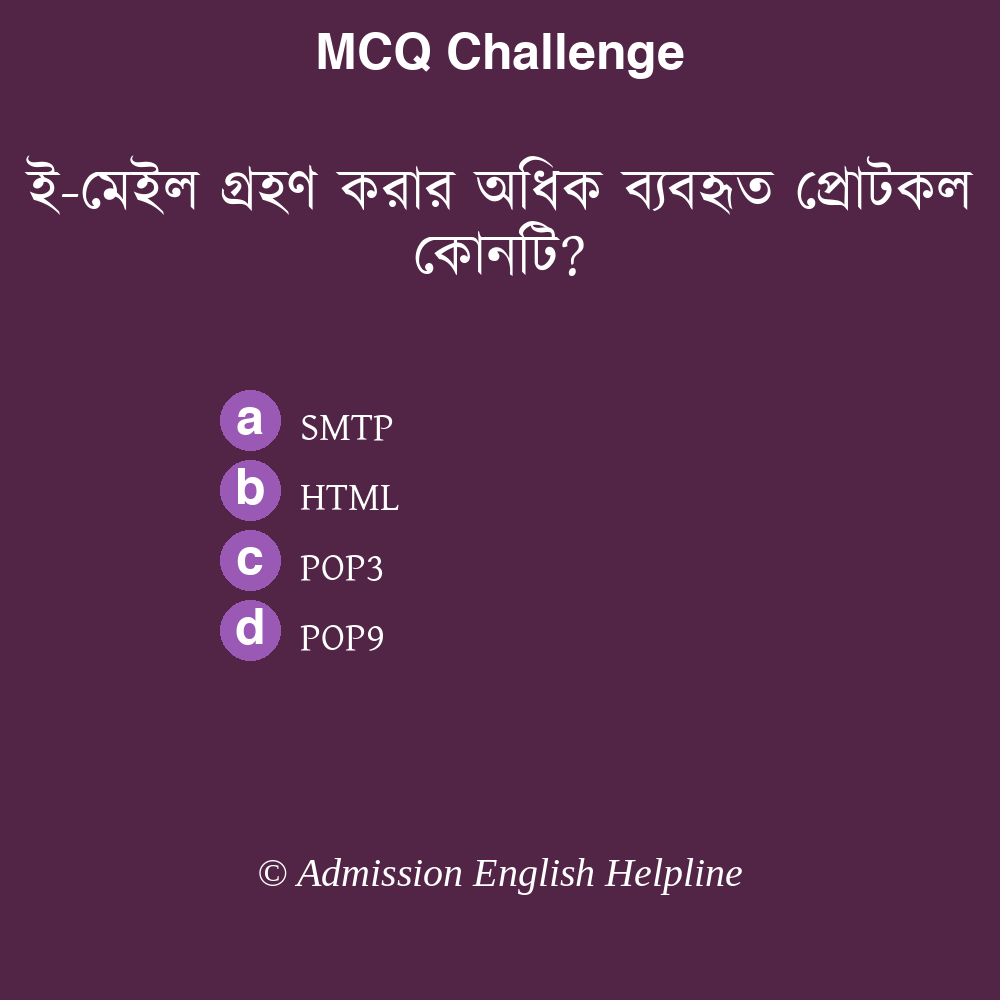 MCQ Challenge
ই-মেইল গ্রহণ করার অধিক ব্যবহৃত প্রোটকল
কোনটি?
a SMTP
b HTML
c POP3
d POP9
© Admission English Helpline